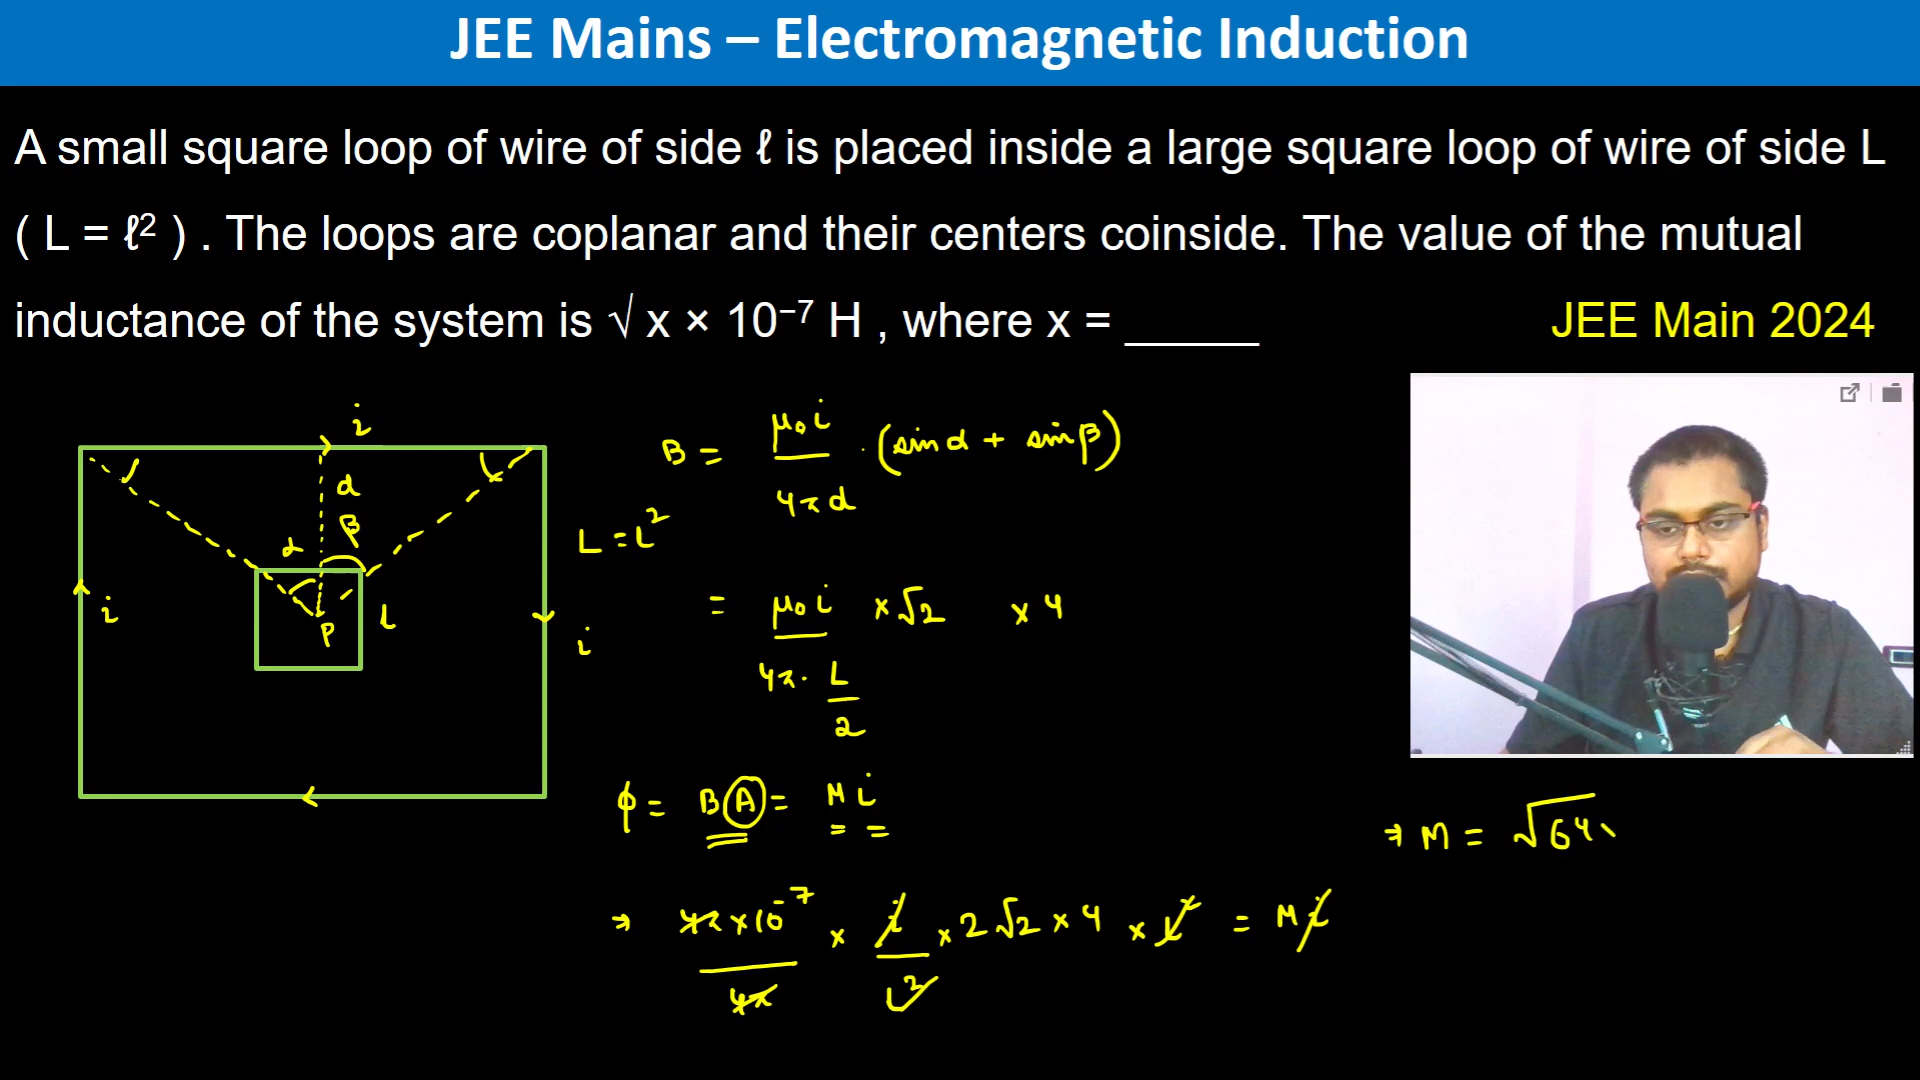 JEE Mains – Electromagnetic Induction
A small square loop of wire of side ℓ is placed inside a large square loop of wire of side L
( L = ℓ² ) . The loops are coplanar and their centers coinside. The value of the mutual
inductance of the system is √ x × 10⁻⁷ H , where x = _____
JEE Main 2024
i
d
β
α
i
P
l
i
B = μ₀i / 4πd · (sinα + sinβ)
L = l²
= μ₀i / 4π · L/2 × √2 × 4
ϕ = BA = Mi
⇒ 4π × 10⁻⁷ / 4π × i / l² × 2√2 × 4 × l² = Mi
⇒ M = √64